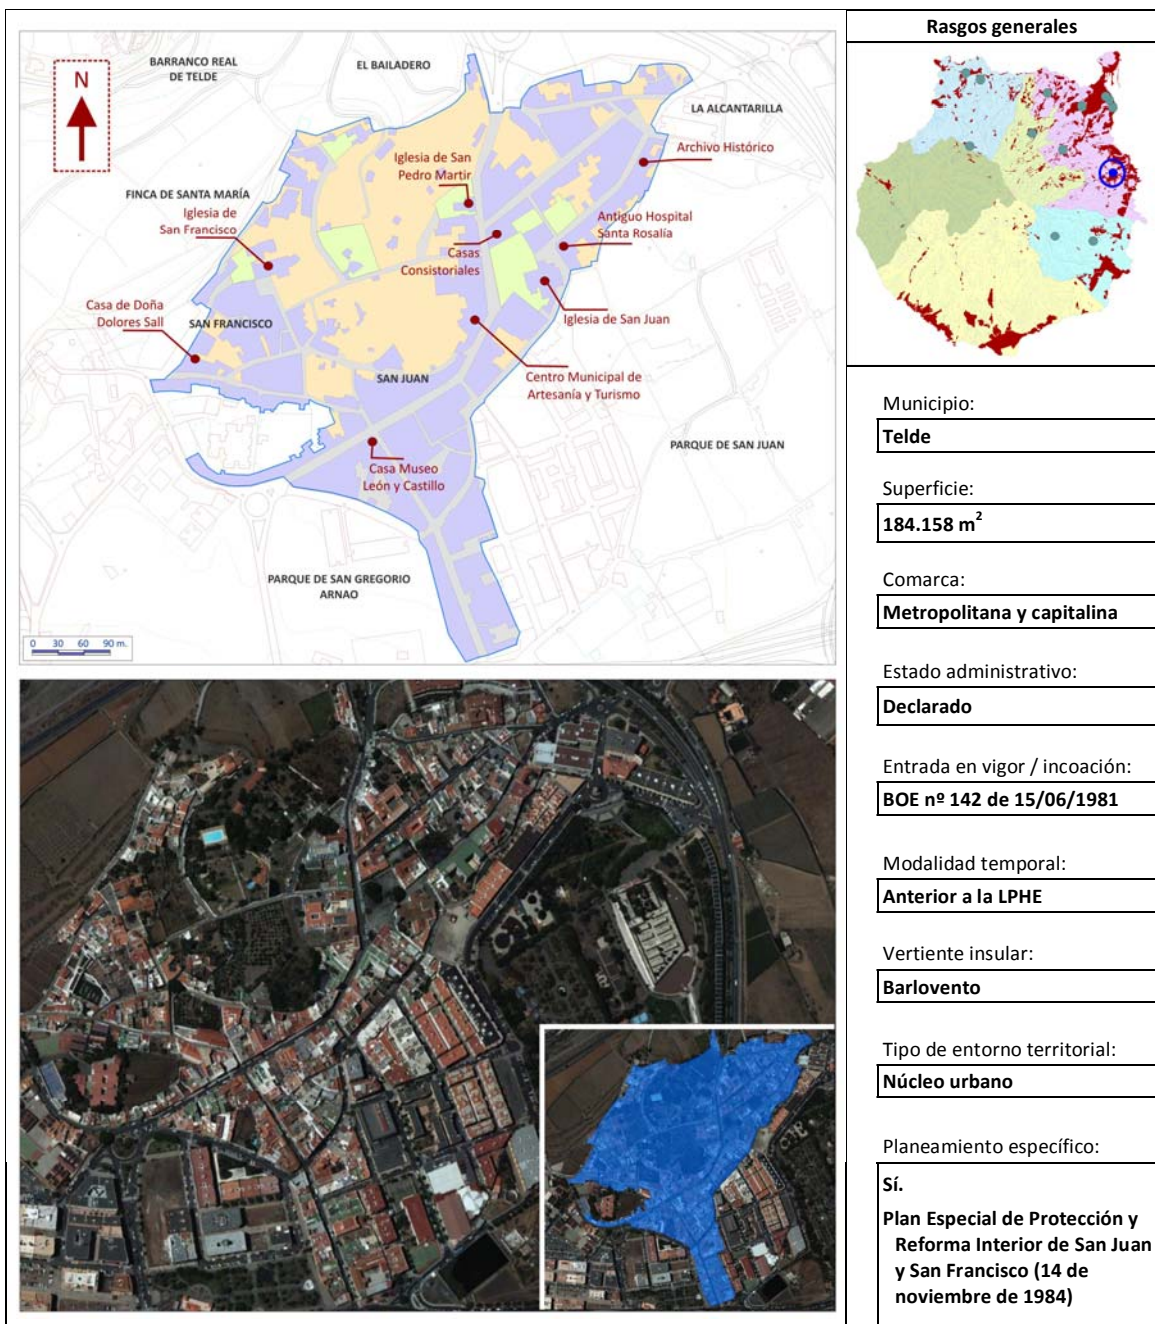 N
BARRANCO REAL
DE TELDE
EL BAILADERO
LA ALCANTARILLA
Archivo Histórico
Iglesia de San
Pedro Martir
FINCA DE SANTA MARÍA
Iglesia de
San Francisco
Antiguo Hospital
Santa Rosalía
Casas
Consistoriales
Casa de Doña
Dolores Sall
SAN FRANCISCO
Iglesia de San Juan
SAN JUAN
Centro Municipal de
Artesanía y Turismo
PARQUE DE SAN JUAN
Casa Museo
León y Castillo
PARQUE DE SAN GREGORIO
ARNAO
0 30 60 90 m.
Rasgos generales
Municipio:
Telde
Superficie:
184.158 m²
Comarca:
Metropolitana y capitalina
Estado administrativo:
Declarado
Entrada en vigor / incoación:
BOE nº 142 de 15/06/1981
Modalidad temporal:
Anterior a la LPHE
Vertiente insular:
Barlovento
Tipo de entorno territorial:
Núcleo urbano
Planeamiento específico:
Sí.
Plan Especial de Protección y
Reforma Interior de San Juan
y San Francisco (14 de
noviembre de 1984)